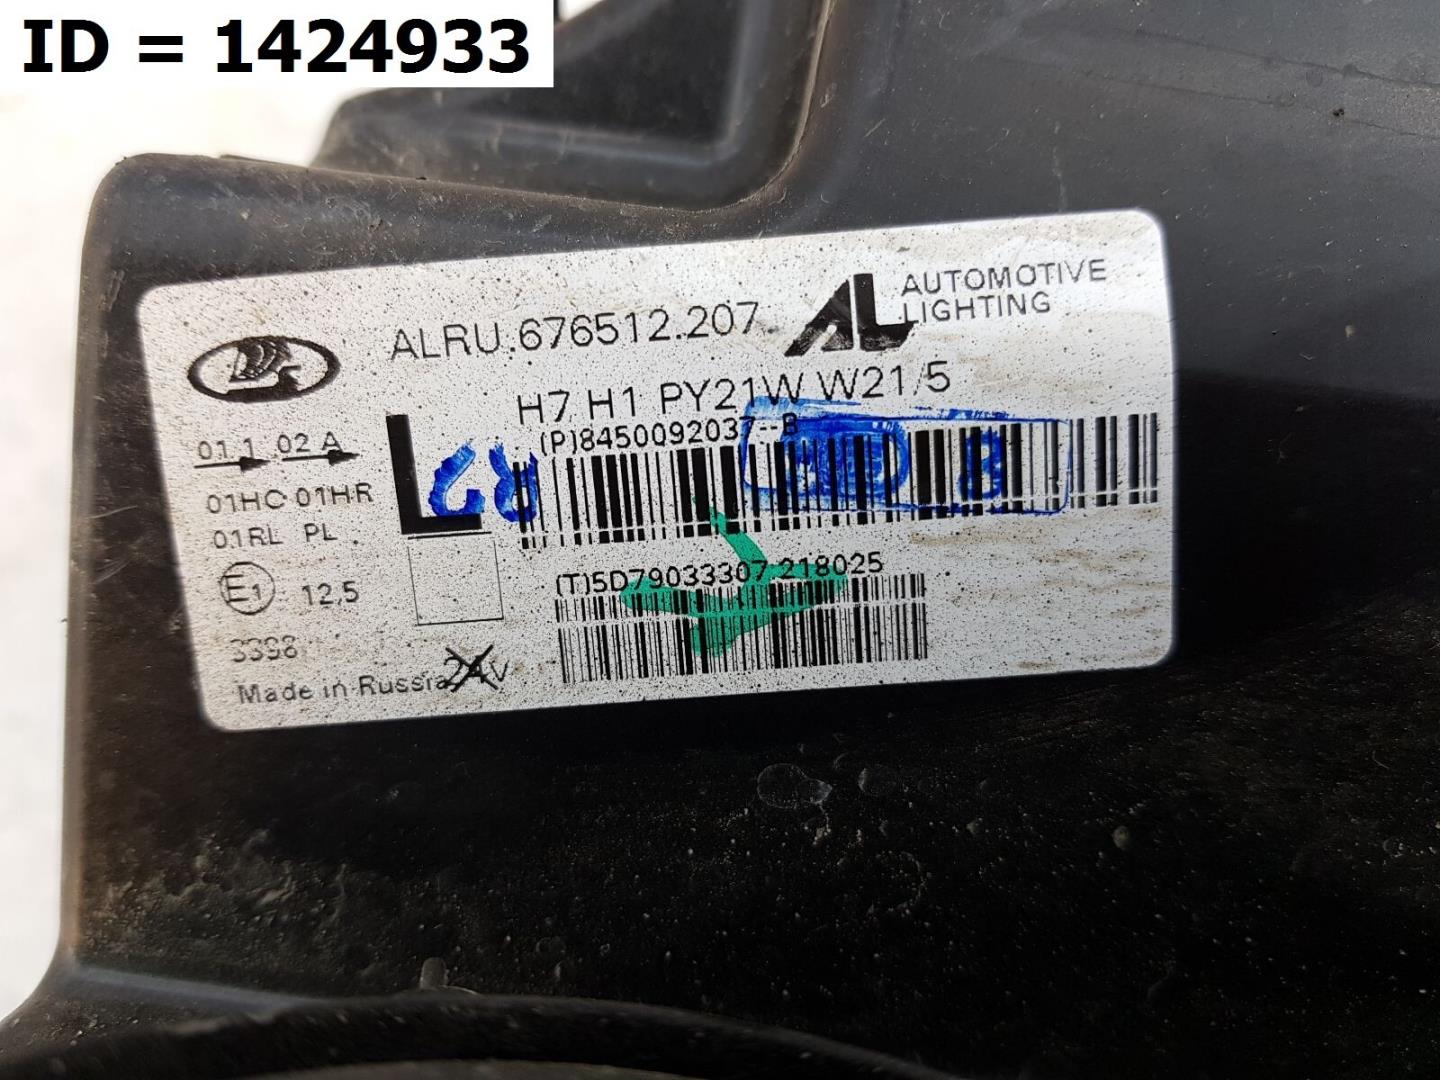 ID = 1424933
ALRU.676512.207
AL AUTOMOTIVE
LIGHTING
H7 H1 PY21W W21/5
(P)8450092037--B
01 1 02 A
L
01HC 01HR
01RL PL
(T)5D79033307 218025
E1 12,5
3398
Made in Russia 24V